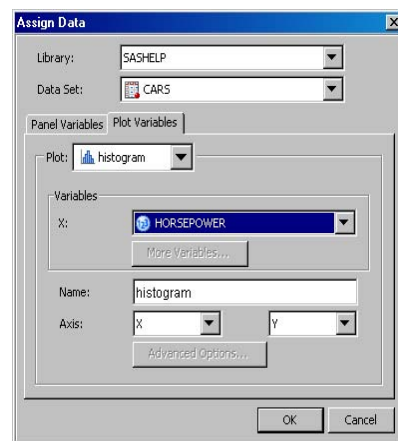 Assign Data
Library: SASHELP
Data Set: CARS
Panel Variables Plot Variables
Plot: histogram
Variables
X: HORSEPOWER
More Variables...
Name: histogram
Axis: X Y
Advanced Options...
OK Cancel